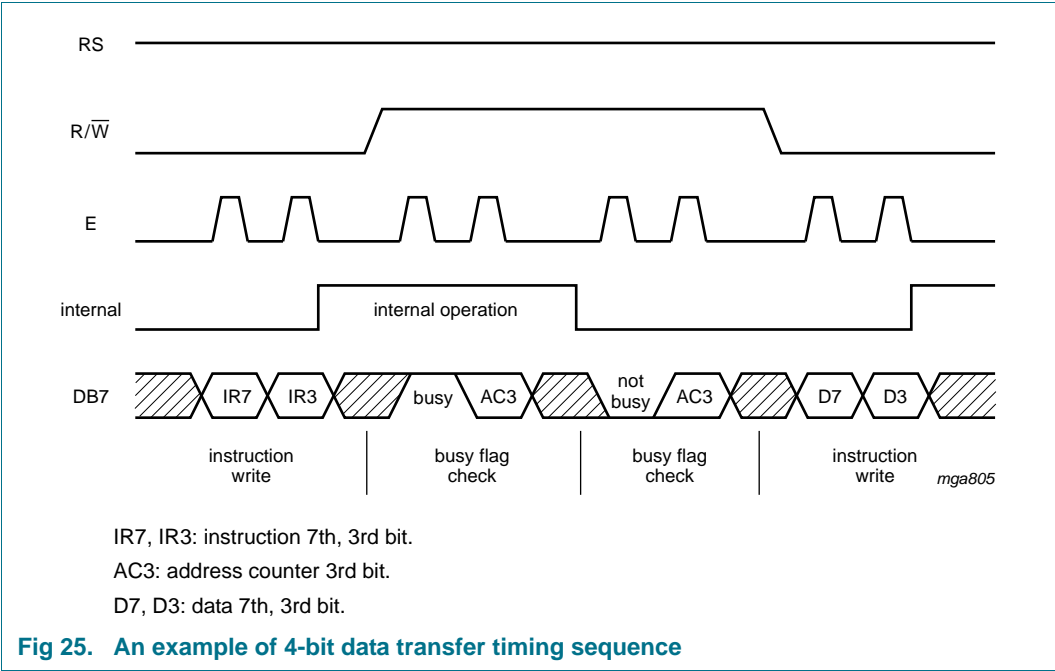 RS
R/W̅
E
internal
internal operation
DB7
IR7 IR3 busy AC3 not busy AC3 D7 D3
instruction write
busy flag check
busy flag check
instruction write
mga805
IR7, IR3: instruction 7th, 3rd bit.
AC3: address counter 3rd bit.
D7, D3: data 7th, 3rd bit.
Fig 25. An example of 4-bit data transfer timing sequence